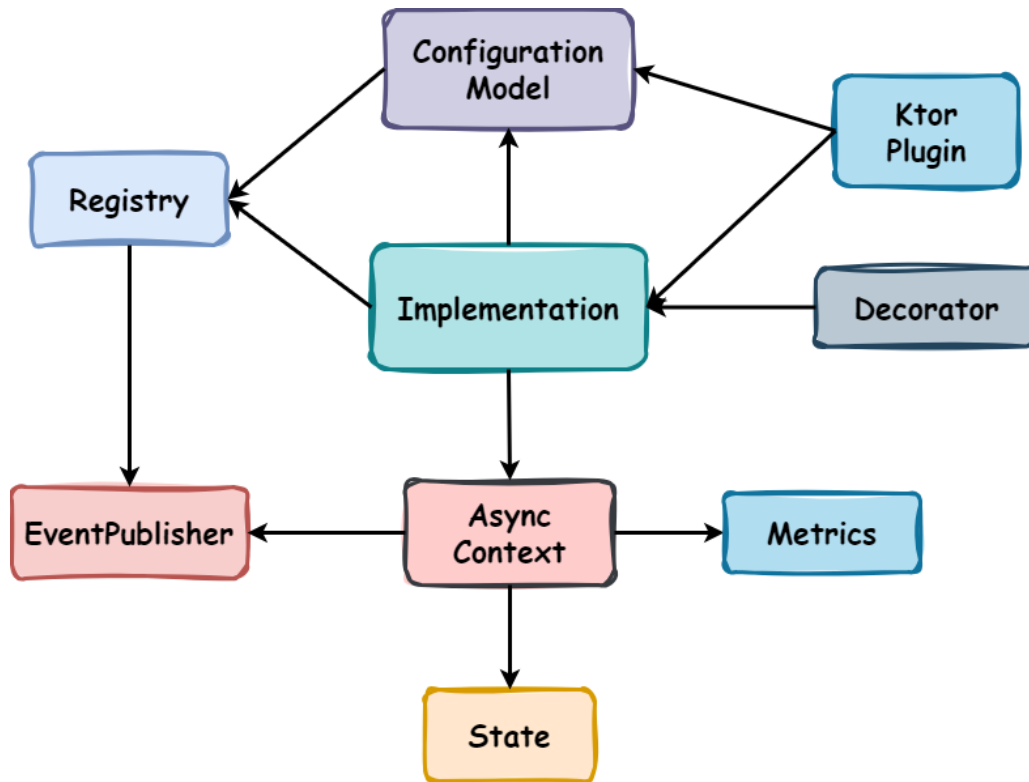 Configuration
Model
Ktor
Plugin
Registry
Implementation
Decorator
EventPublisher
Async
Context
Metrics
State